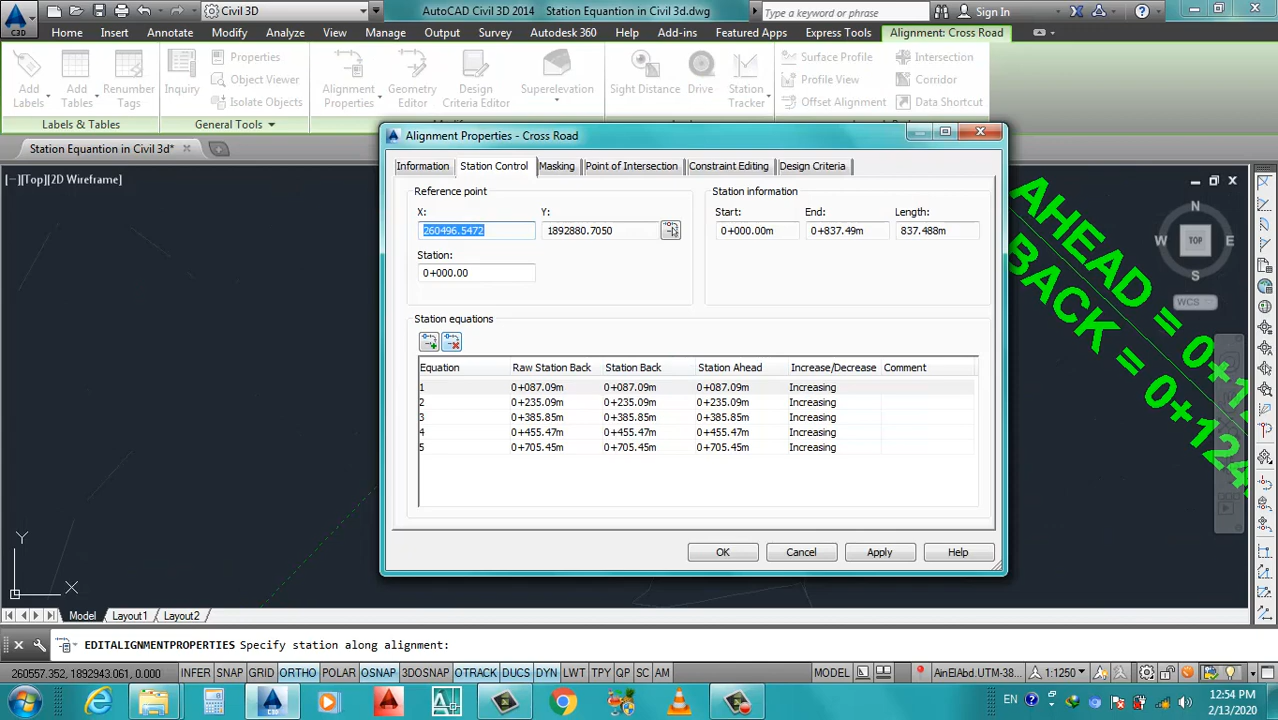 Civil 3D
AutoCAD Civil 3D 2014 Station Equantion in Civil 3d.dwg
Type a keyword or phrase
Sign In
C3D
Home Insert Annotate Modify Analyze View Manage Output Survey Autodesk 360 Help Add-ins Featured Apps Express Tools Alignment: Cross Road
Add Labels
Add Tables
Renumber Tags
Inquiry
Properties
Object Viewer
Isolate Objects
Alignment Properties
Geometry Editor
Design Criteria Editor
Superelevation
Sight Distance
Drive
Station Tracker
Surface Profile
Profile View
Offset Alignment
Intersection
Corridor
Data Shortcut
Labels & Tables
General Tools
Station Equantion in Civil 3d*
[−][Top][2D Wireframe]
Alignment Properties - Cross Road
Information Station Control Masking Point of Intersection Constraint Editing Design Criteria
Reference point
X: Y:
260496.5472 1892880.7050
Station:
0+000.00
Station information
Start: End: Length:
0+000.00m 0+837.49m 837.488m
Station equations
Equation Raw Station Back Station Back Station Ahead Increase/Decrease Comment
1 0+087.09m 0+087.09m 0+087.09m Increasing
2 0+235.09m 0+235.09m 0+235.09m Increasing
3 0+385.85m 0+385.85m 0+385.85m Increasing
4 0+455.47m 0+455.47m 0+455.47m Increasing
5 0+705.45m 0+705.45m 0+705.45m Increasing
OK Cancel Apply Help
AHEAD = 0+12
BACK = 0+124
N
W TOP E
S
WCS
Y
X
Model Layout1 Layout2
EDITALIGNMENTPROPERTIES Specify station along alignment:
260557.352, 1892943.061, 0.000 INFER SNAP GRID ORTHO POLAR OSNAP 3DOSNAP OTRACK DUCS DYN LWT TPY QP SC AM MODEL AinElAbd.UTM-38... 1:1250
C3D
EN
12:54 PM
2/13/2020